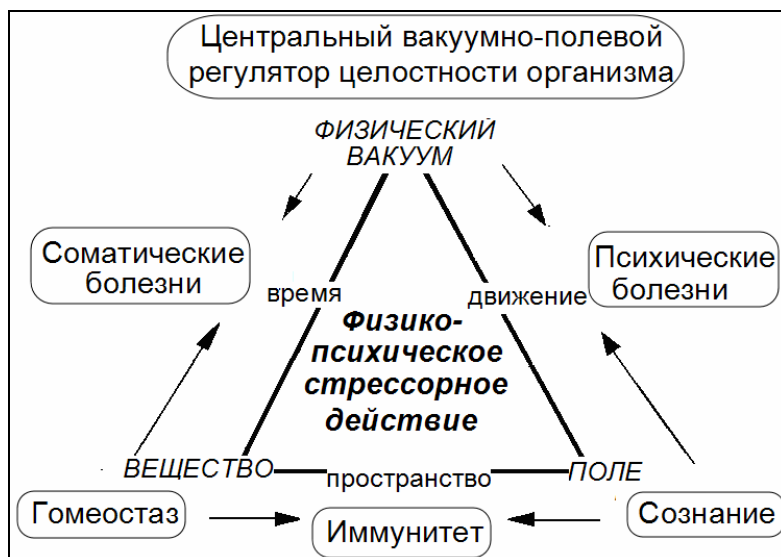 Центральный вакуумно-полевой
регулятор целостности организма
ФИЗИЧЕСКИЙ
ВАКУУМ
Соматические
болезни
Психические
болезни
время
движение
Физико-
психическое
стрессорное
действие
ВЕЩЕСТВО
пространство
ПОЛЕ
Гомеостаз
Иммунитет
Сознание